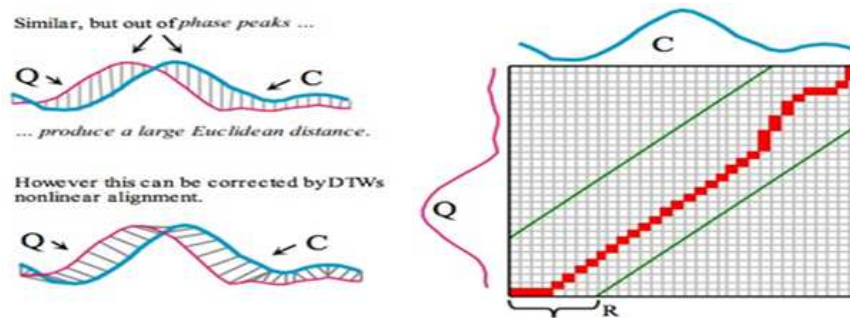 Similar, but out of phase peaks ...
Q
C
... produce a large Euclidean distance.
However this can be corrected by DTWs
nonlinear alignment.
Q
C
C
Q
R